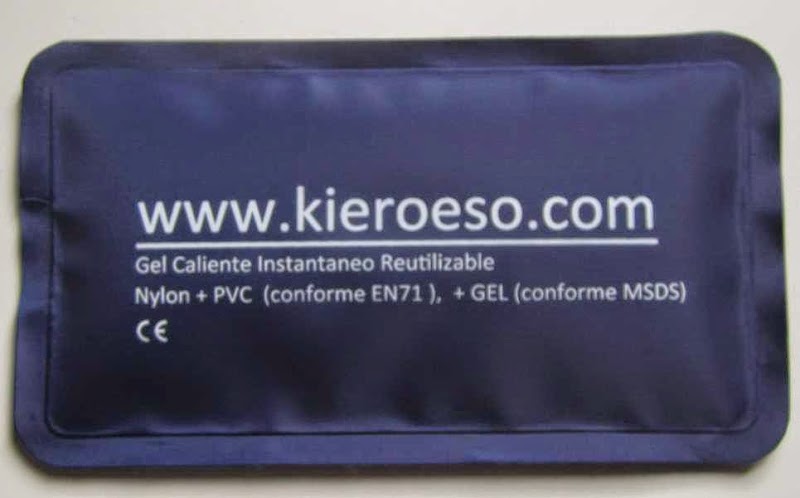 www.kieroeso.com
Gel Caliente Instantaneo Reutilizable
Nylon + PVC (conforme EN71 ), + GEL (conforme MSDS)
CE